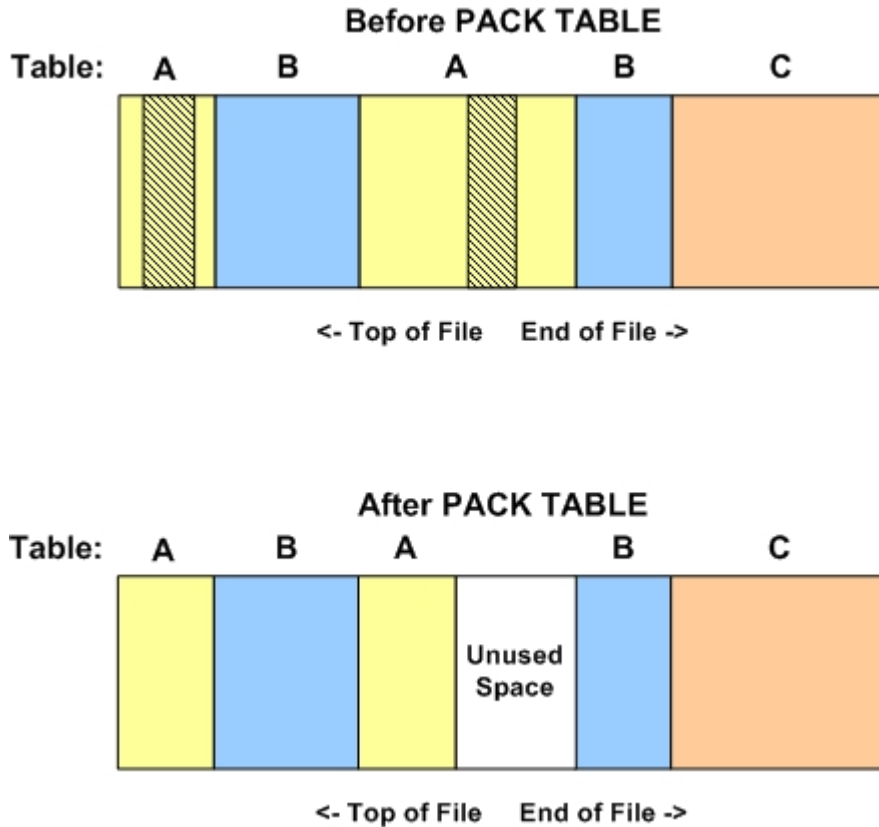 Before PACK TABLE
Table: A B A B C
<- Top of File End of File ->
After PACK TABLE
Table: A B A B C
Unused
Space
<- Top of File End of File ->